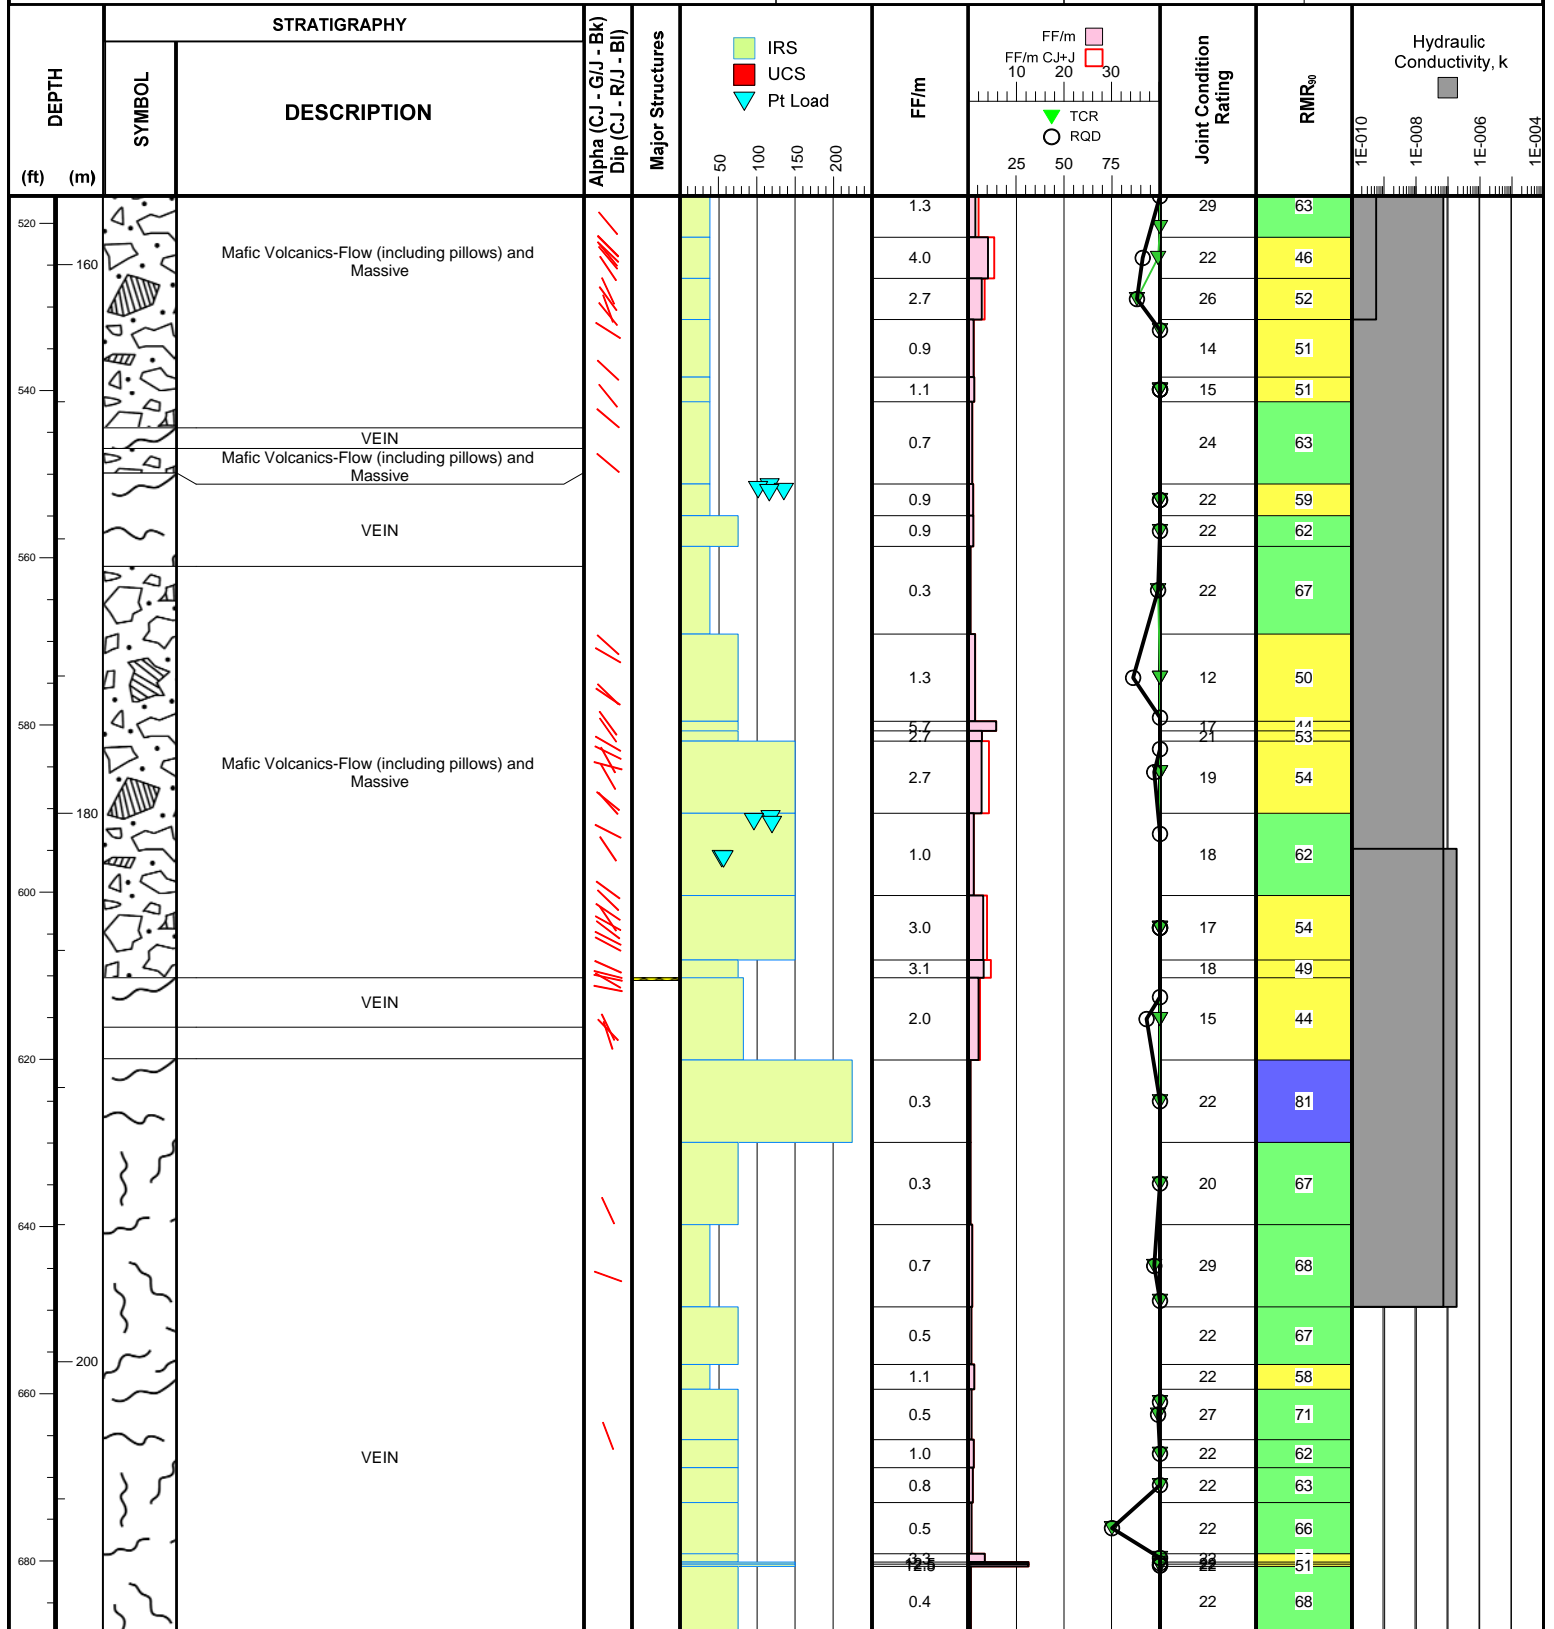 STRATIGRAPHY
DEPTH
(ft)
(m)
SYMBOL
DESCRIPTION
Alpha (CJ - G/J - Bk)
Dip (CJ - R/J - Bl)
Major Structures
IRS
UCS
Pt Load
50 100 150 200
FF/m
FF/m
FF/m CJ+J
10 20 30
TCR
RQD
25 50 75
Joint Condition
Rating
RMR90
Hydraulic
Conductivity, k
1E-010 1E-008 1E-006 1E-004
520
540
560
580
600
620
640
660
680
160
180
200
Mafic Volcanics-Flow (including pillows) and
Massive
VEIN
Mafic Volcanics-Flow (including pillows) and
Massive
VEIN
Mafic Volcanics-Flow (including pillows) and
Massive
VEIN
VEIN
1.3 29 63
4.0 22 46
2.7 26 52
0.9 14 51
1.1 15 51
0.7 24 63
0.9 22 59
0.9 22 62
0.3 22 67
1.3 12 50
5.7 17 44
2.7 21 53
2.7 19 54
1.0 18 62
3.0 17 54
3.1 18 49
2.0 15 44
0.3 22 81
0.3 20 67
0.7 29 68
0.5 22 67
1.1 22 58
0.5 27 71
1.0 22 62
0.8 22 63
0.5 22 66
12.5 22 51
0.4 22 68